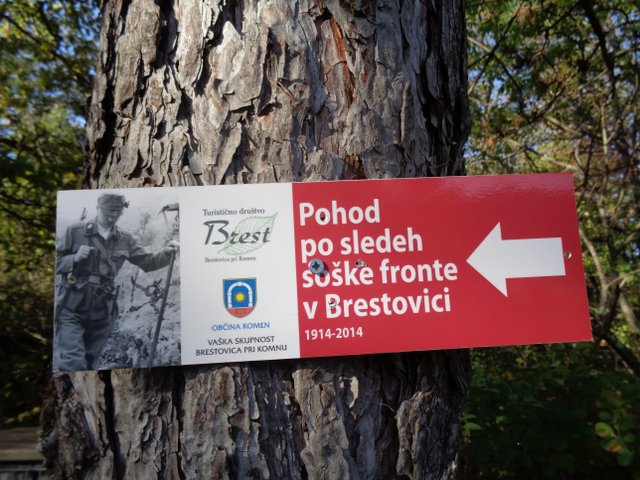 Turistično društvo
Brest
Brestovica pri Komnu
OBČINA KOMEN
VAŠKA SKUPNOST
BRESTOVICA PRI KOMNU
Pohod
po sledeh
soške fronte
v Brestovici
1914-2014